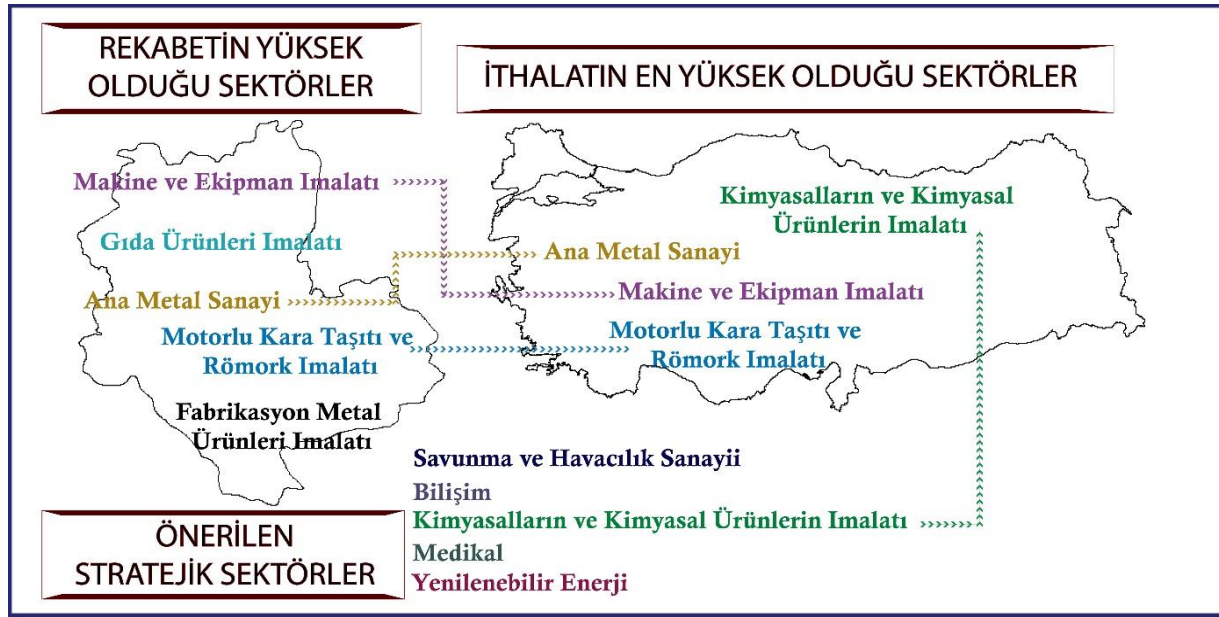 REKABETİN YÜKSEK
OLDUĞU SEKTÖRLER
Makine ve Ekipman Imalatı
Gıda Ürünleri Imalatı
Ana Metal Sanayi
Motorlu Kara Taşıtı ve
Römork Imalatı
Fabrikasyon Metal
Ürünleri Imalatı
İTHALATIN EN YÜKSEK OLDUĞU SEKTÖRLER
Kimyasalların ve Kimyasal
Ürünlerin Imalatı
Ana Metal Sanayi
Makine ve Ekipman Imalatı
Motorlu Kara Taşıtı ve
Römork Imalatı
ÖNERİLEN
STRATEJİK SEKTÖRLER
Savunma ve Havacılık Sanayii
Bilişim
Kimyasalların ve Kimyasal Ürünlerin Imalatı
Medikal
Yenilenebilir Enerji